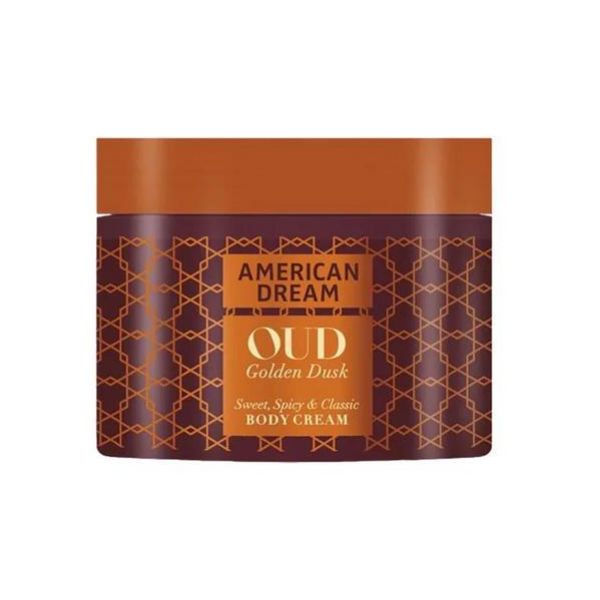 AMERICAN
DREAM
OUD
Golden Dusk
Sweet, Spicy & Classic
BODY CREAM